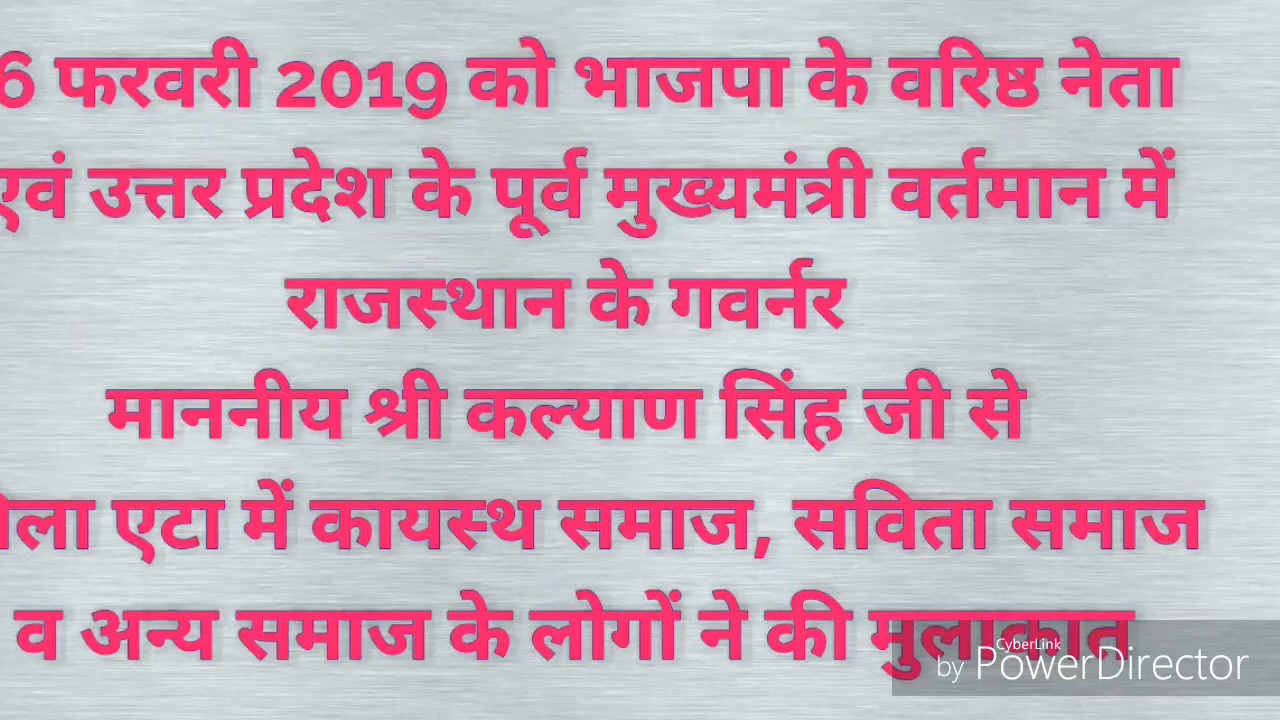 6 फरवरी 2019 को भाजपा के वरिष्ठ नेता
एवं उत्तर प्रदेश के पूर्व मुख्यमंत्री वर्तमान में
राजस्थान के गवर्नर
माननीय श्री कल्याण सिंह जी से
एटा में कायस्थ समाज, सविता समाज
व अन्य समाज के लोगों ने की मुलाकात
CyberLink
by PowerDirector